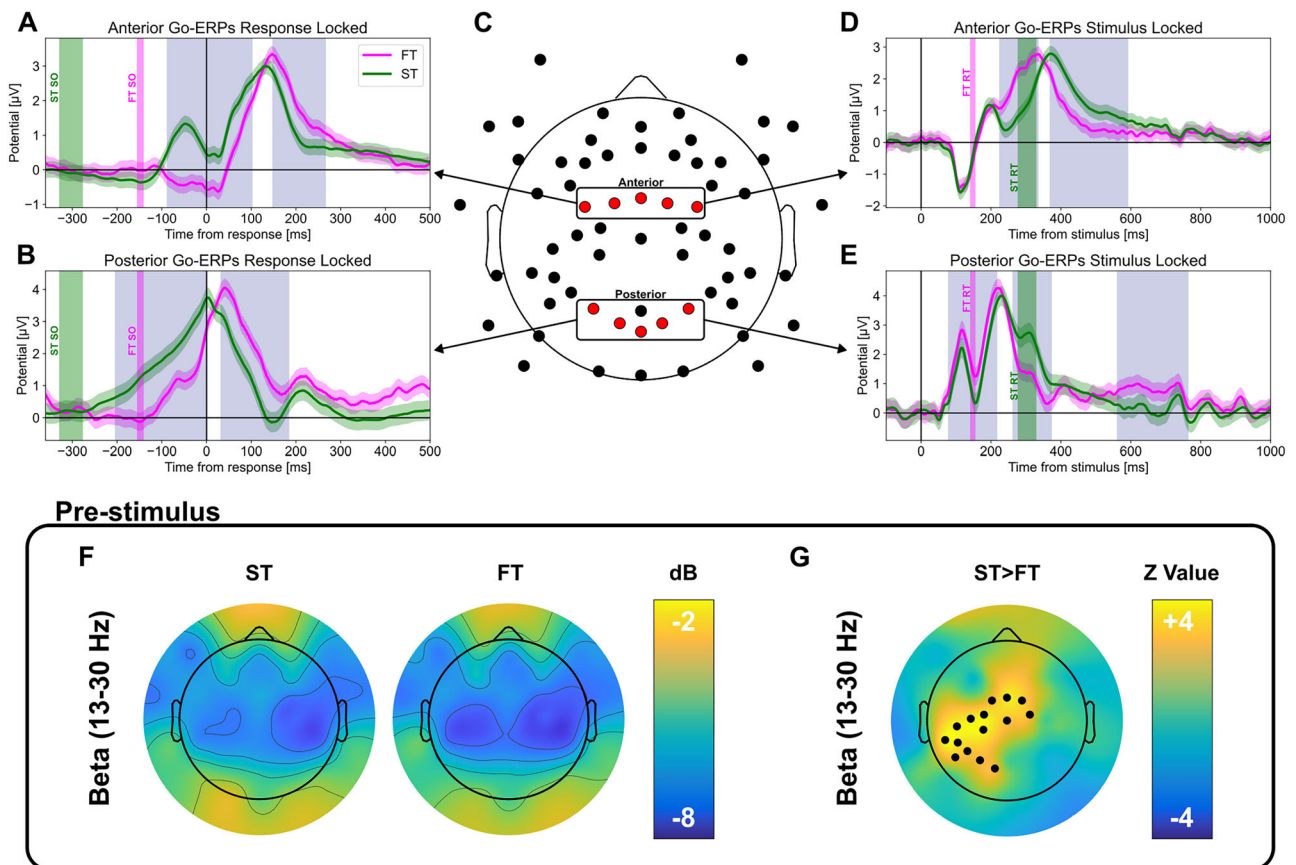 A
Anterior Go-ERPs Response Locked
Potential [µV]
3
2
1
0
−1
ST SO
FT SO
FT
ST
−300 −200 −100 0 100 200 300 400 500
Time from response [ms]
B
Posterior Go-ERPs Response Locked
Potential [µV]
4
3
2
1
0
ST SO
FT SO
−300 −200 −100 0 100 200 300 400 500
Time from response [ms]
C
Anterior
Posterior
D
Anterior Go-ERPs Stimulus Locked
Potential [µV]
3
2
1
0
−1
−2
FT RT
ST RT
0 200 400 600 800 1000
Time from stimulus [ms]
E
Posterior Go-ERPs Stimulus Locked
Potential [µV]
4
3
2
1
0
FT RT
ST RT
0 200 400 600 800 1000
Time from stimulus [ms]
Pre-stimulus
F
ST
FT
dB
Beta (13-30 Hz)
-2
-8
G
ST>FT
Z Value
Beta (13-30 Hz)
+4
-4